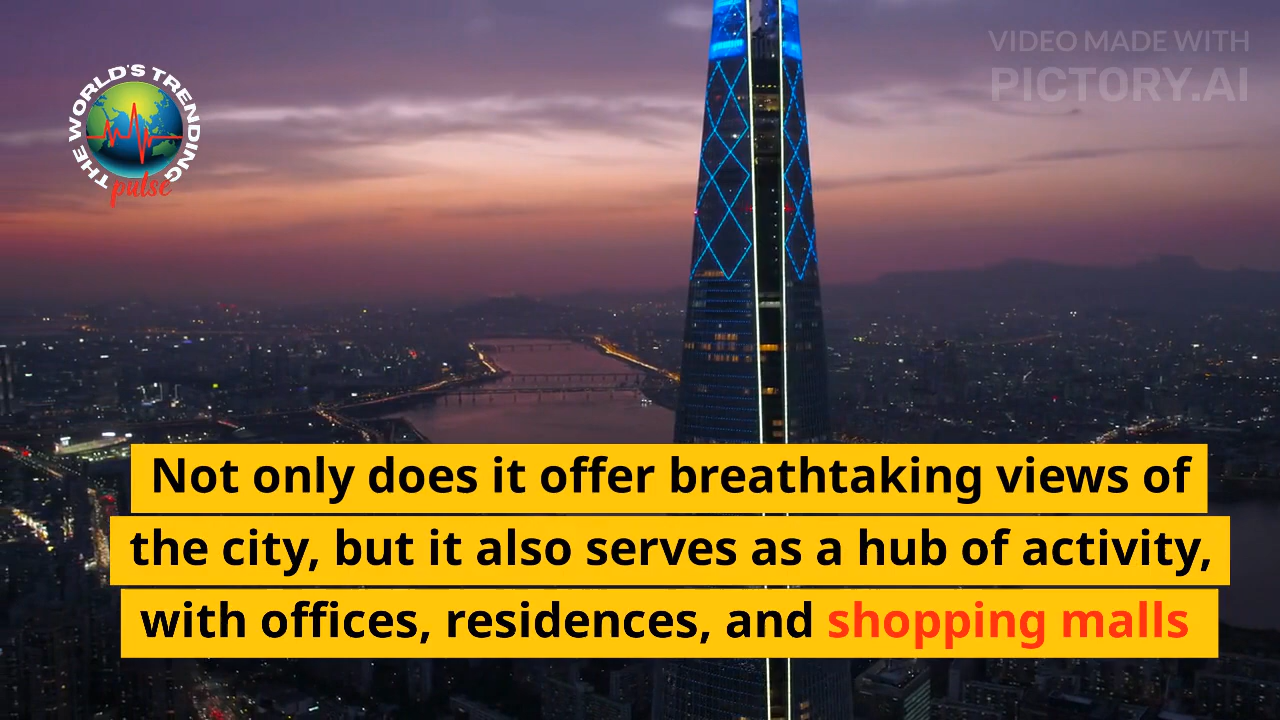 THE WORLD'S TRENDING
pulse
VIDEO MADE WITH
PICTORY.AI
Not only does it offer breathtaking views of
the city, but it also serves as a hub of activity,
with offices, residences, and shopping malls